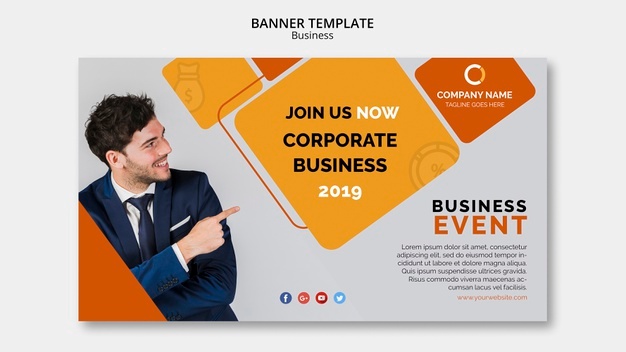 BANNER TEMPLATE
Business
COMPANY NAME
TAGLINE GOES HERE
JOIN US NOW
CORPORATE
BUSINESS
2019
BUSINESS
EVENT
Lorem ipsum dolor sit amet, consectetur
adipiscing elit, sed do eiusmod tempor
incididunt ut labore et dolore magna
aliqua. Quis ipsum suspendisse ultrices
gravida. Risus commodo viverra maecenas ac-
cumsan lacus vel facilisis.
www.yourwebsite.com